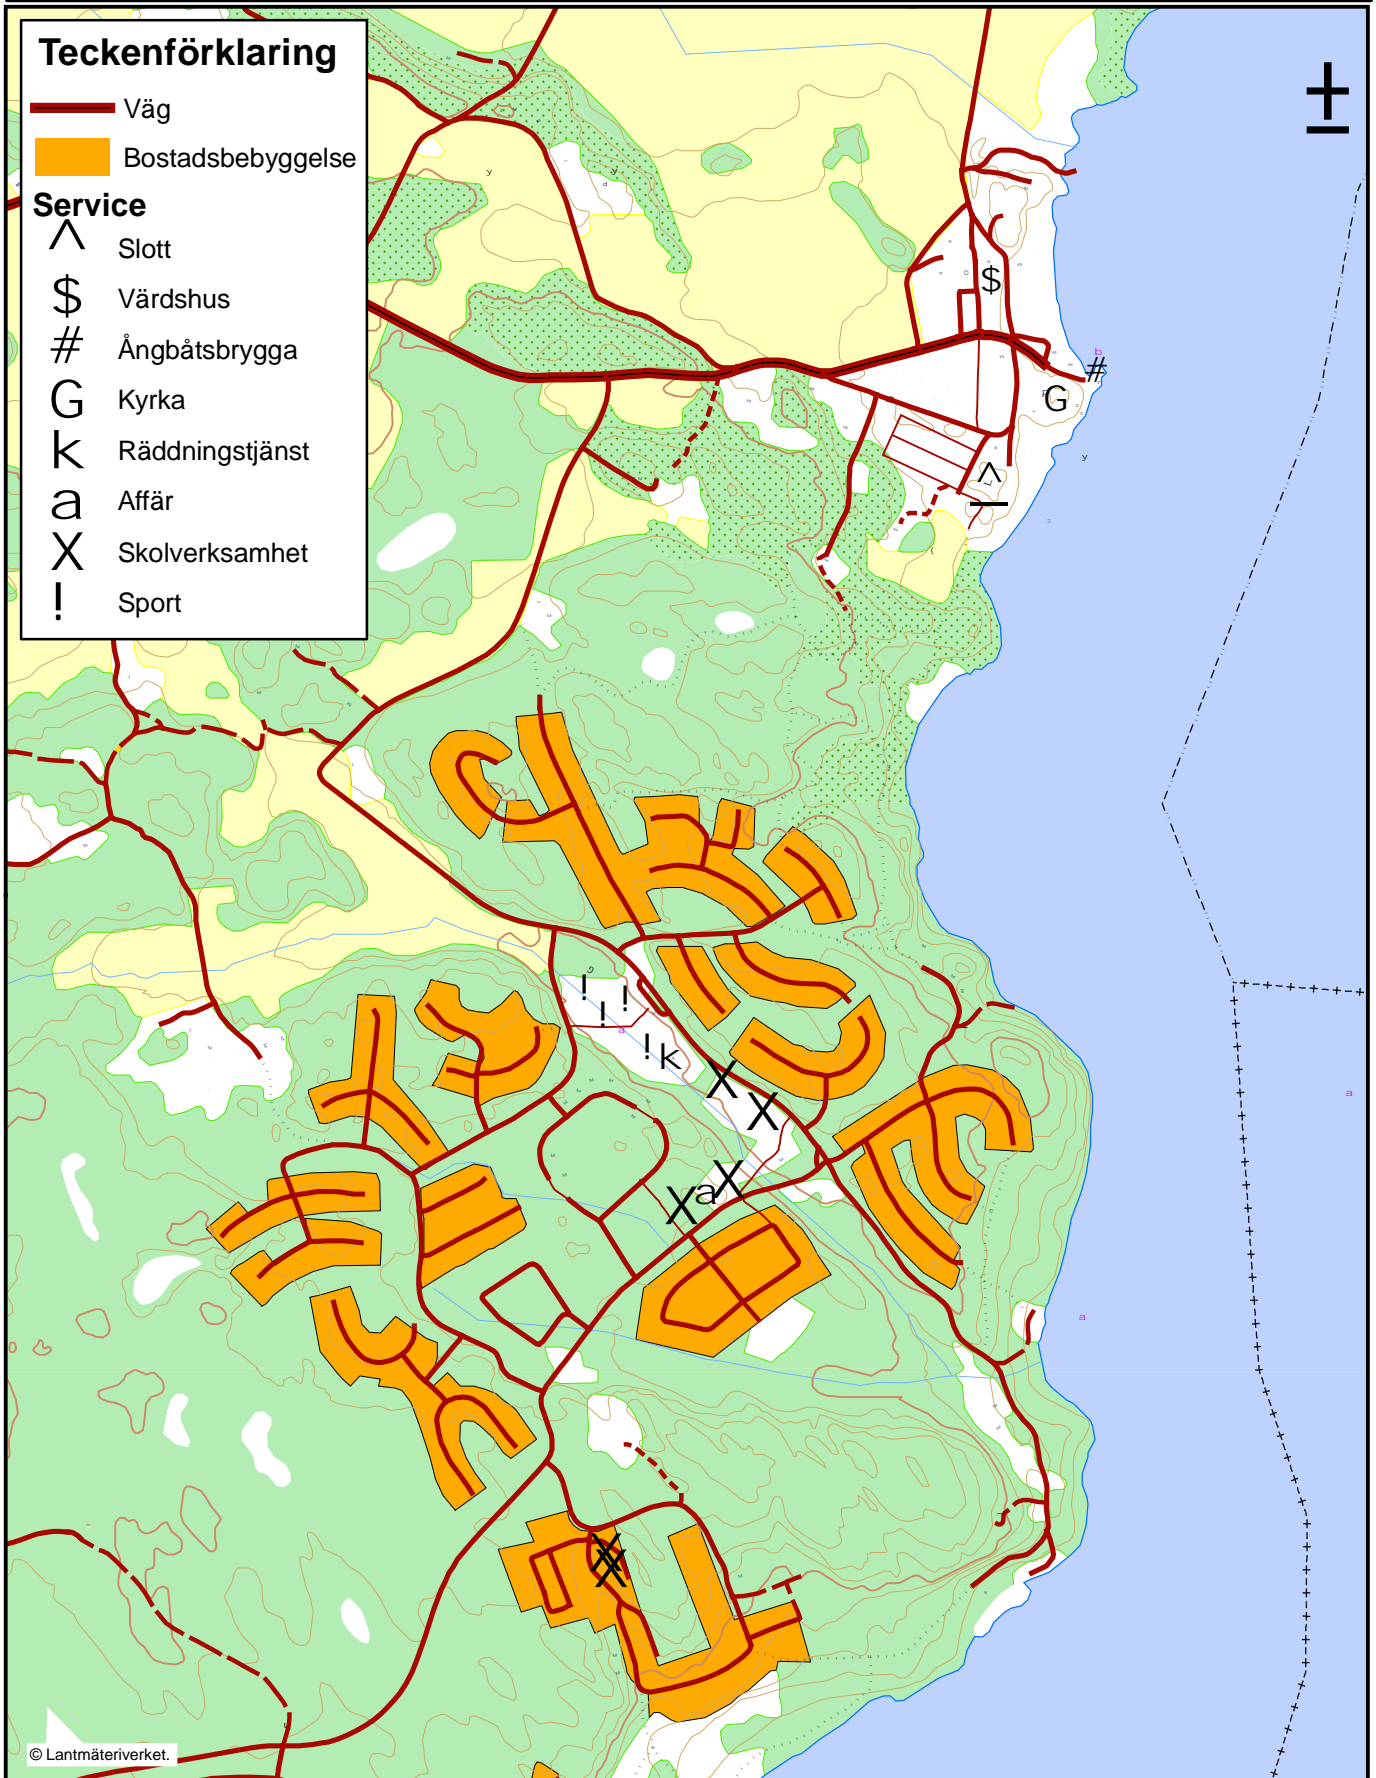 Teckenförklaring
Väg
Bostadsbebyggelse
Service
^ Slott
$ Värdshus
# Ångbåtsbrygga
G Kyrka
k Räddningstjänst
a Affär
X Skolverksamhet
! Sport
±
$
b
#
G
^
! !
!
a
! k
X
X
X
a
X
a
a
X
X
© Lantmäteriverket.